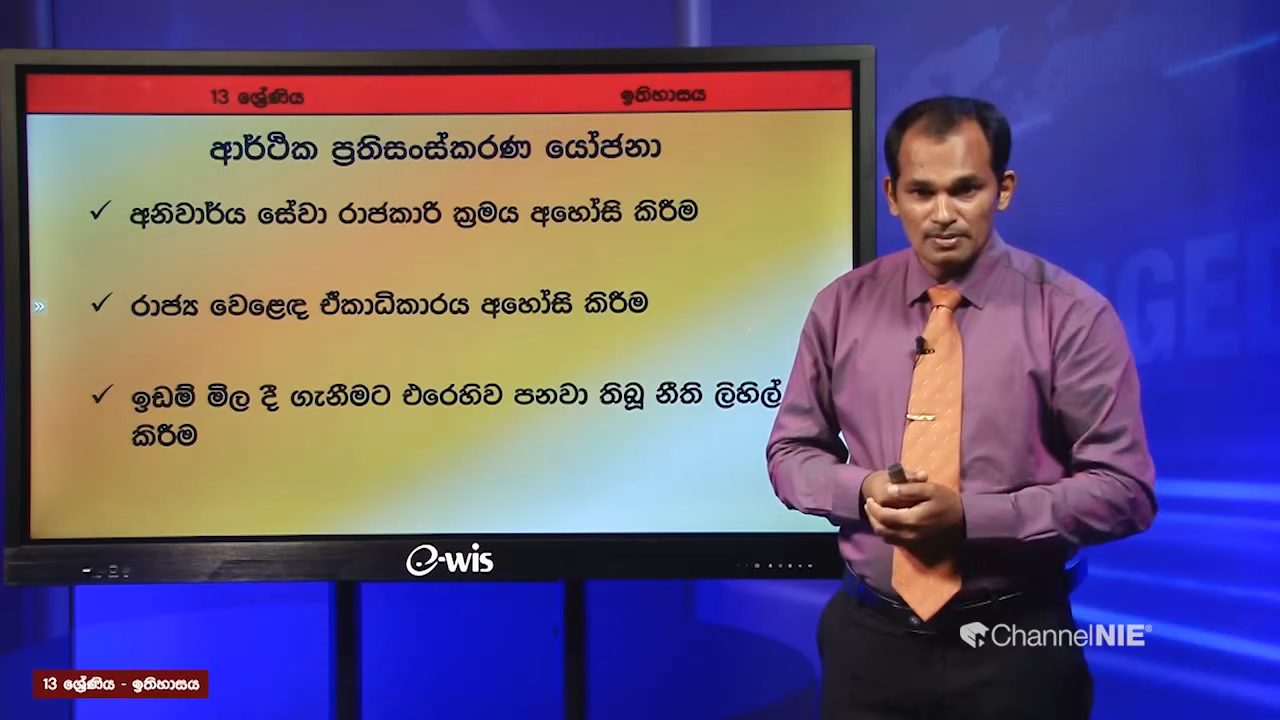 13 ශ්‍රේණිය ඉතිහාසය
ආර්ථික ප්‍රතිසංස්කරණ යෝජනා
✓ අනිවාර්ය සේවා රාජකාරි ක්‍රමය අහෝසි කිරීම
✓ රාජ්‍ය වෙළෙඳ ඒකාධිකාරය අහෝසි කිරීම
✓ ඉඩම් මිල දී ගැනීමට එරෙහිව පනවා තිබූ නීති ලිහිල්
කිරීම
e-wis
ChannelNIE
13 ශ්‍රේණිය - ඉතිහාසය